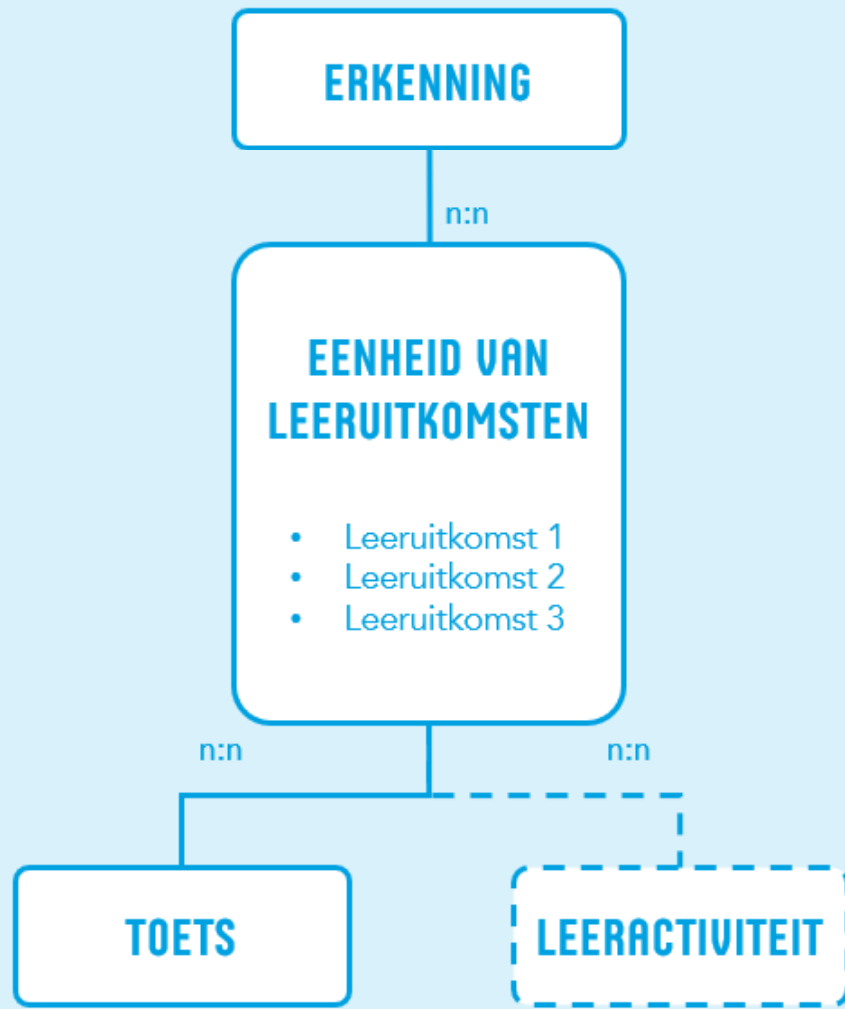 ERKENNING
n:n
EENHEID VAN
LEERUITKOMSTEN
• Leeruitkomst 1
• Leeruitkomst 2
• Leeruitkomst 3
n:n n:n
TOETS LEERACTIVITEIT